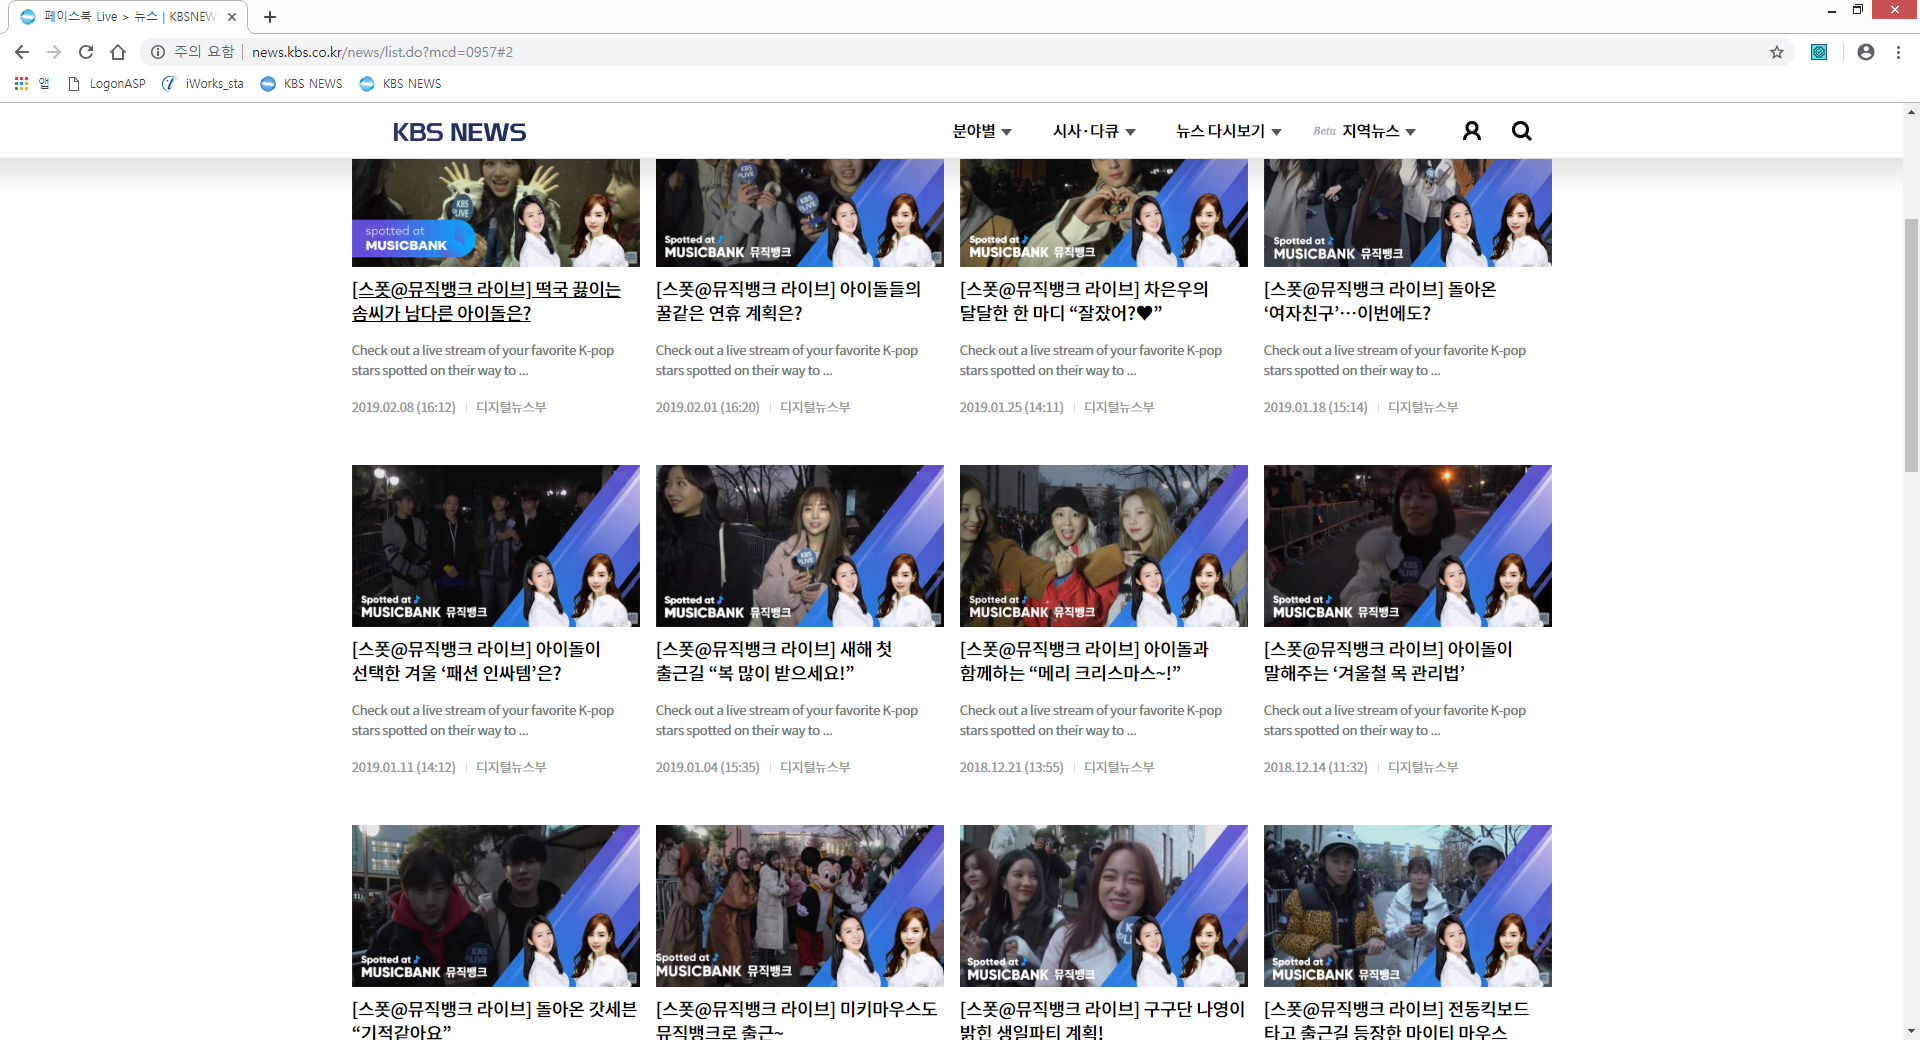 페이스북 Live > 뉴스 | KBSNEW
주의 요함 | news.kbs.co.kr/news/list.do?mcd=0957#2
앱 LogonASP iWorks_sta KBS NEWS KBS NEWS
KBS NEWS 분야별 시사·다큐 뉴스 다시보기 Beta 지역뉴스
KBS
LIVE
spotted at
MUSICBANK
KBS
LIVE
Spotted at
MUSICBANK 뮤직뱅크
Spotted at
MUSICBANK 뮤직뱅크
Spotted at
MUSICBANK 뮤직뱅크
[스폿@뮤직뱅크 라이브] 떡국 끓이는
솜씨가 남다른 아이돌은?
Check out a live stream of your favorite K-pop
stars spotted on their way to ...
2019.02.08 (16:12) | 디지털뉴스부
[스폿@뮤직뱅크 라이브] 아이돌들의
꿀같은 연휴 계획은?
Check out a live stream of your favorite K-pop
stars spotted on their way to ...
2019.02.01 (16:20) | 디지털뉴스부
[스폿@뮤직뱅크 라이브] 차은우의
달달한 한 마디 “잘잤어?♥”
Check out a live stream of your favorite K-pop
stars spotted on their way to ...
2019.01.25 (14:11) | 디지털뉴스부
[스폿@뮤직뱅크 라이브] 돌아온
‘여자친구’…이번에도?
Check out a live stream of your favorite K-pop
stars spotted on their way to ...
2019.01.18 (15:14) | 디지털뉴스부
Spotted at
MUSICBANK 뮤직뱅크
[스폿@뮤직뱅크 라이브] 아이돌이
선택한 겨울 ‘패션 인싸템’은?
Check out a live stream of your favorite K-pop
stars spotted on their way to ...
2019.01.11 (14:12) | 디지털뉴스부
KBS
LIVE
Spotted at
MUSICBANK 뮤직뱅크
[스폿@뮤직뱅크 라이브] 새해 첫
출근길 “복 많이 받으세요!”
Check out a live stream of your favorite K-pop
stars spotted on their way to ...
2019.01.04 (15:35) | 디지털뉴스부
Spotted at
MUSICBANK 뮤직뱅크
[스폿@뮤직뱅크 라이브] 아이돌과
함께하는 “메리 크리스마스~!”
Check out a live stream of your favorite K-pop
stars spotted on their way to ...
2018.12.21 (13:55) | 디지털뉴스부
KBS
LIVE
Spotted at
MUSICBANK 뮤직뱅크
[스폿@뮤직뱅크 라이브] 아이돌이
말해주는 ‘겨울철 목 관리법’
Check out a live stream of your favorite K-pop
stars spotted on their way to ...
2018.12.14 (11:32) | 디지털뉴스부
KBS
LIVE
Spotted at
MUSICBANK 뮤직뱅크
[스폿@뮤직뱅크 라이브] 돌아온 갓세븐
“기적같아요”
Spotted at
MUSICBANK 뮤직뱅크
[스폿@뮤직뱅크 라이브] 미키마우스도
뮤직뱅크로 출근~
KBS
LIVE
Spotted at
MUSICBANK 뮤직뱅크
[스폿@뮤직뱅크 라이브] 구구단 나영이
밝힌 생일파티 계획!
KBS
LIVE
Spotted at
MUSICBANK 뮤직뱅크
[스폿@뮤직뱅크 라이브] 전동킥보드
타고 출근길 등장한 마이티 마우스